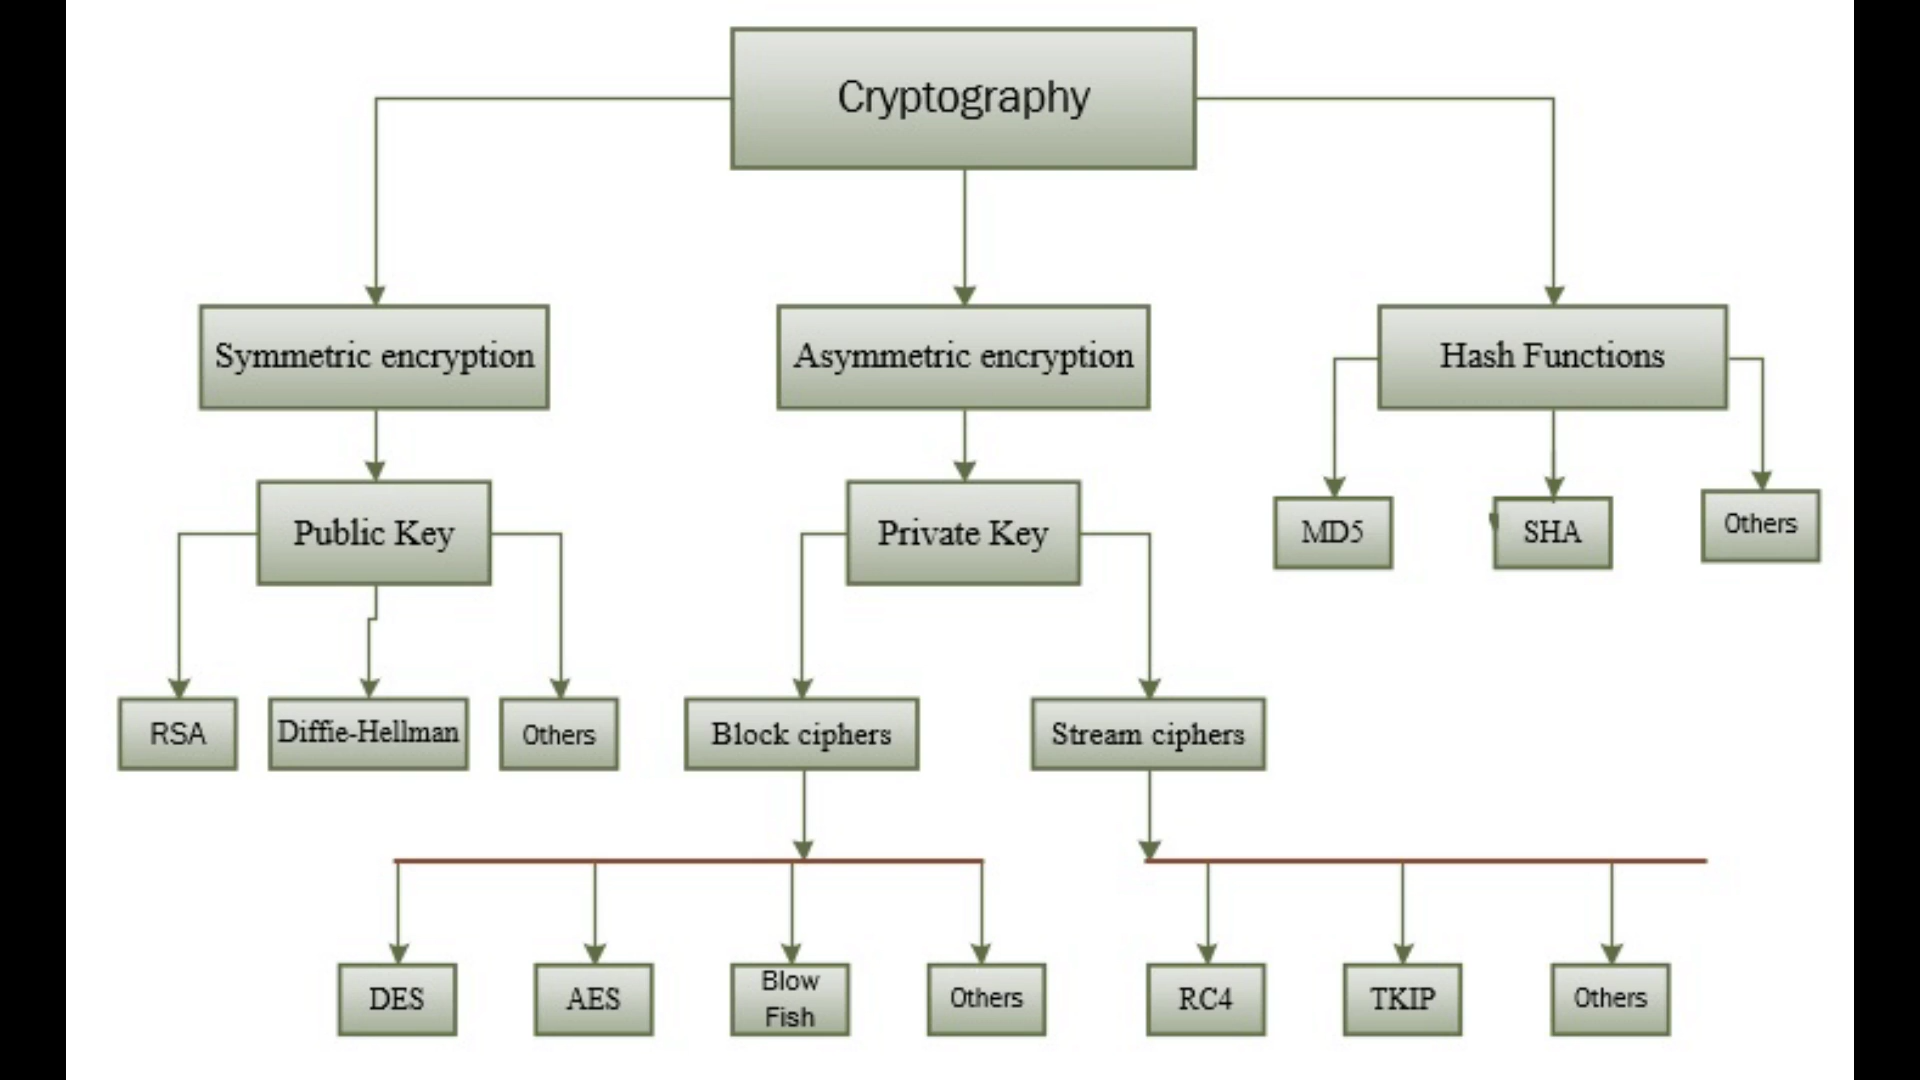 Cryptography
Symmetric encryption
Asymmetric encryption
Hash Functions
Public Key
Private Key
MD5
SHA
Others
RSA
Diffie-Hellman
Others
Block ciphers
Stream ciphers
DES
AES
Blow
Fish
Others
RC4
TKIP
Others